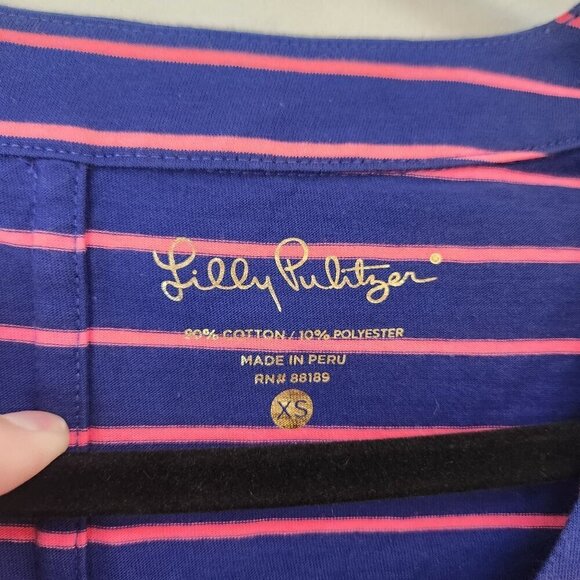 Lilly Pulitzer®
90% COTTON / 10% POLYESTER
MADE IN PERU
RN# 88189
XS